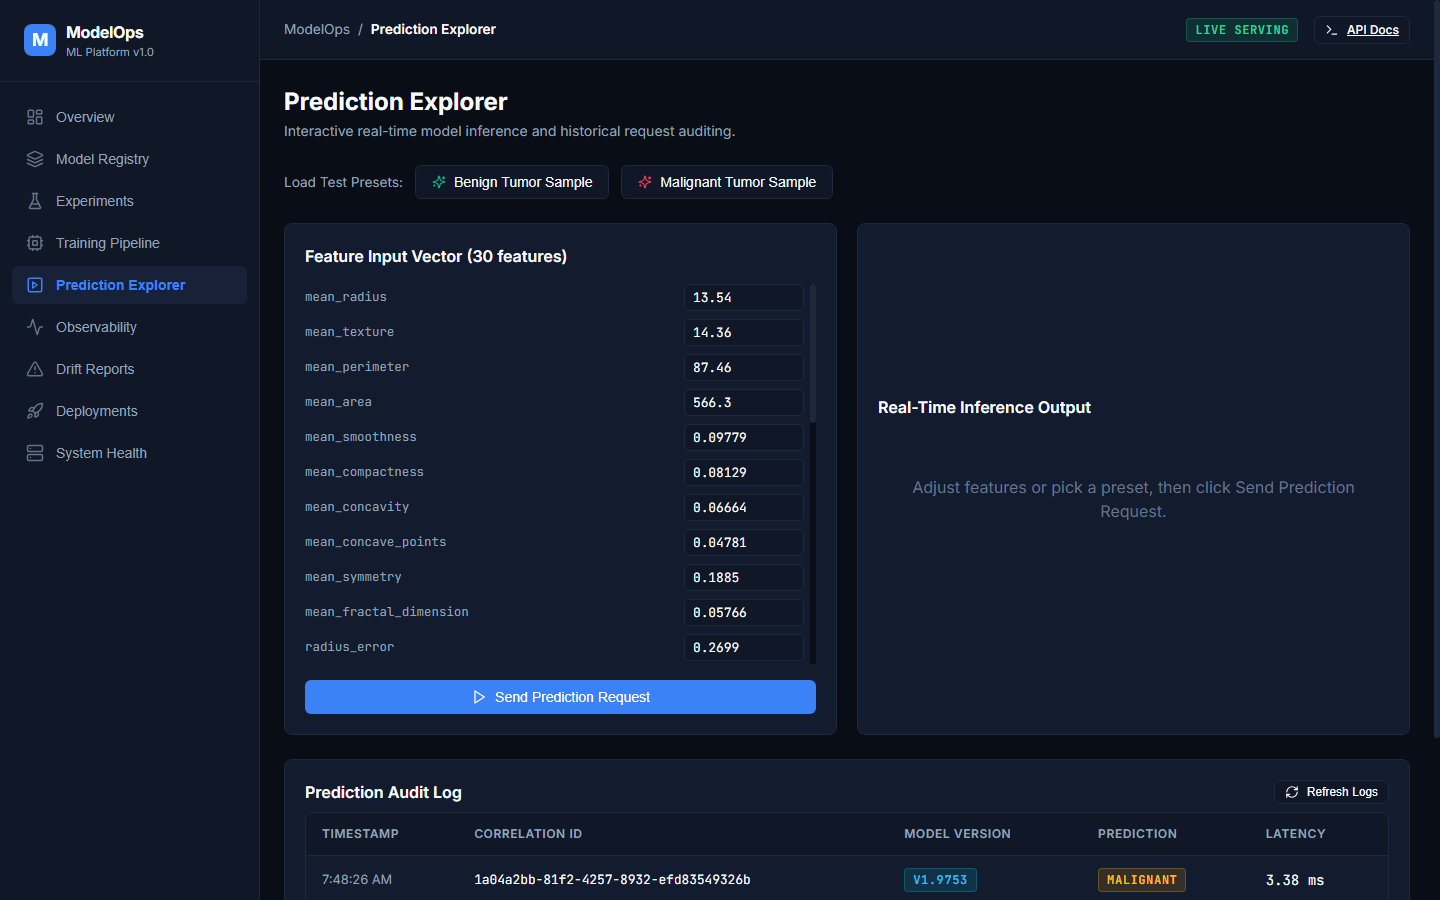 M
ModelOps
ML Platform v1.0
Overview
Model Registry
Experiments
Training Pipeline
Prediction Explorer
Observability
Drift Reports
Deployments
System Health
ModelOps / Prediction Explorer
LIVE SERVING
API Docs
Prediction Explorer
Interactive real-time model inference and historical request auditing.
Load Test Presets: Benign Tumor Sample Malignant Tumor Sample
Feature Input Vector (30 features)
mean_radius 13.54
mean_texture 14.36
mean_perimeter 87.46
mean_area 566.3
mean_smoothness 0.09779
mean_compactness 0.08129
mean_concavity 0.06664
mean_concave_points 0.04781
mean_symmetry 0.1885
mean_fractal_dimension 0.05766
radius_error 0.2699
Send Prediction Request
Real-Time Inference Output
Adjust features or pick a preset, then click Send Prediction
Request.
Prediction Audit Log
Refresh Logs
TIMESTAMP CORRELATION ID MODEL VERSION PREDICTION LATENCY
7:48:26 AM 1a04a2bb-81f2-4257-8932-efd83549326b V1.9753 MALIGNANT 3.38 ms